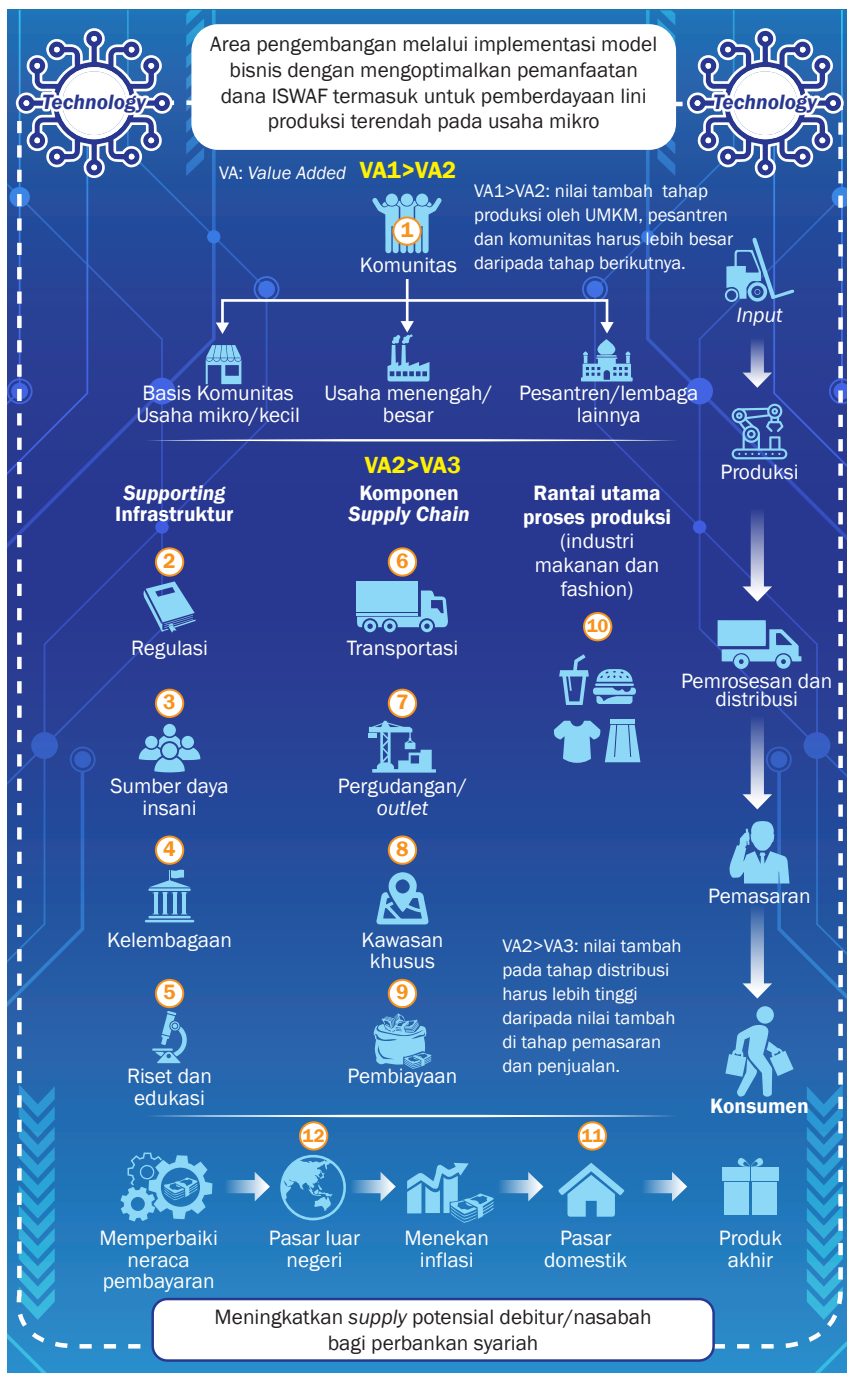 Technology
Area pengembangan melalui implementasi model
bisnis dengan mengoptimalkan pemanfaatan
dana ISWAF termasuk untuk pemberdayaan lini
produksi terendah pada usaha mikro
Technology
VA: Value Added
VA1>VA2
VA1>VA2: nilai tambah tahap
produksi oleh UMKM, pesantren
dan komunitas harus lebih besar
daripada tahap berikutnya.
1
Komunitas
Basis Komunitas
Usaha mikro/kecil
Usaha menengah/
besar
Pesantren/lembaga
lainnya
Input
Produksi
Pemrosesan dan
distribusi
Pemasaran
Konsumen
VA2>VA3
Supporting
Infrastruktur
2
Regulasi
3
Sumber daya
insani
4
Kelembagaan
5
Riset dan
edukasi
Komponen
Supply Chain
6
Transportasi
7
Pergudangan/
outlet
8
Kawasan
khusus
9
Pembiayaan
Rantai utama
proses produksi
(industri
makanan dan
fashion)
10
VA2>VA3: nilai tambah
pada tahap distribusi
harus lebih tinggi
daripada nilai tambah
di tahap pemasaran
dan penjualan.
Memperbaiki
neraca
pembayaran
12
Pasar luar
negeri
Menekan
inflasi
11
Pasar
domestik
Produk
akhir
Meningkatkan supply potensial debitur/nasabah
bagi perbankan syariah